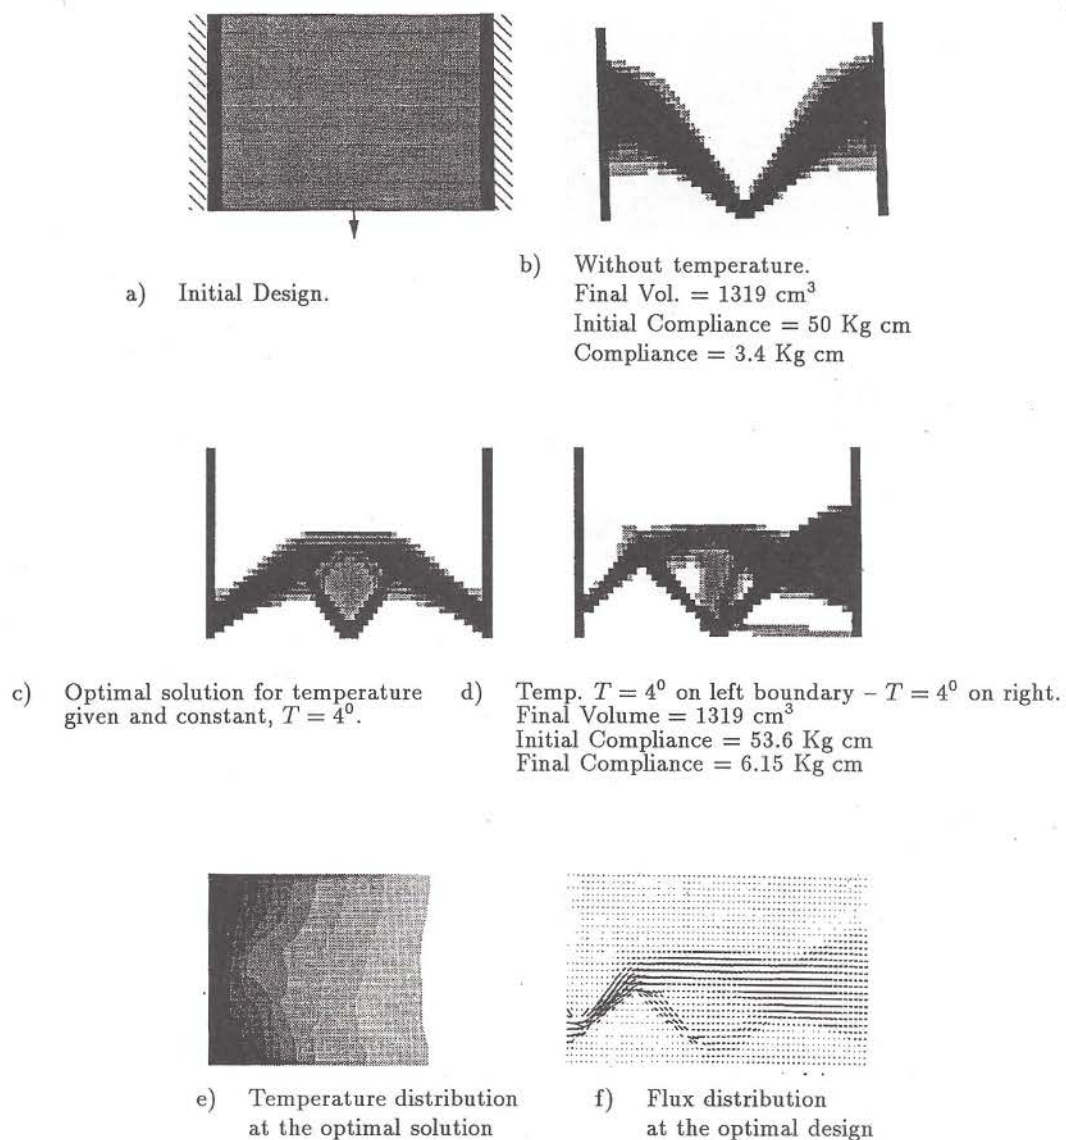 a) Initial Design.
b) Without temperature.
Final Vol. = 1319 cm³
Initial Compliance = 50 Kg cm
Compliance = 3.4 Kg cm
c) Optimal solution for temperature
given and constant, T = 4⁰.
d) Temp. T = 4⁰ on left boundary – T = 4⁰ on right.
Final Volume = 1319 cm³
Initial Compliance = 53.6 Kg cm
Final Compliance = 6.15 Kg cm
e) Temperature distribution
at the optimal solution
f) Flux distribution
at the optimal design